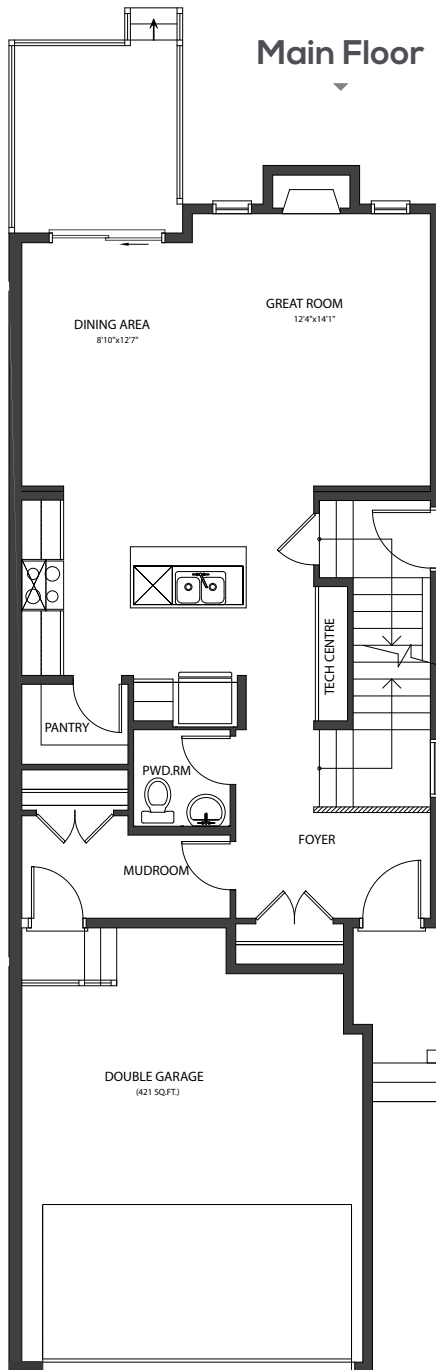 Main Floor
GREAT ROOM
12'4"x14'1"
DINING AREA
8'10"x12'7"
TECH CENTRE
PANTRY
PWD.RM
FOYER
MUDROOM
DOUBLE GARAGE
(421 SQ.FT.)